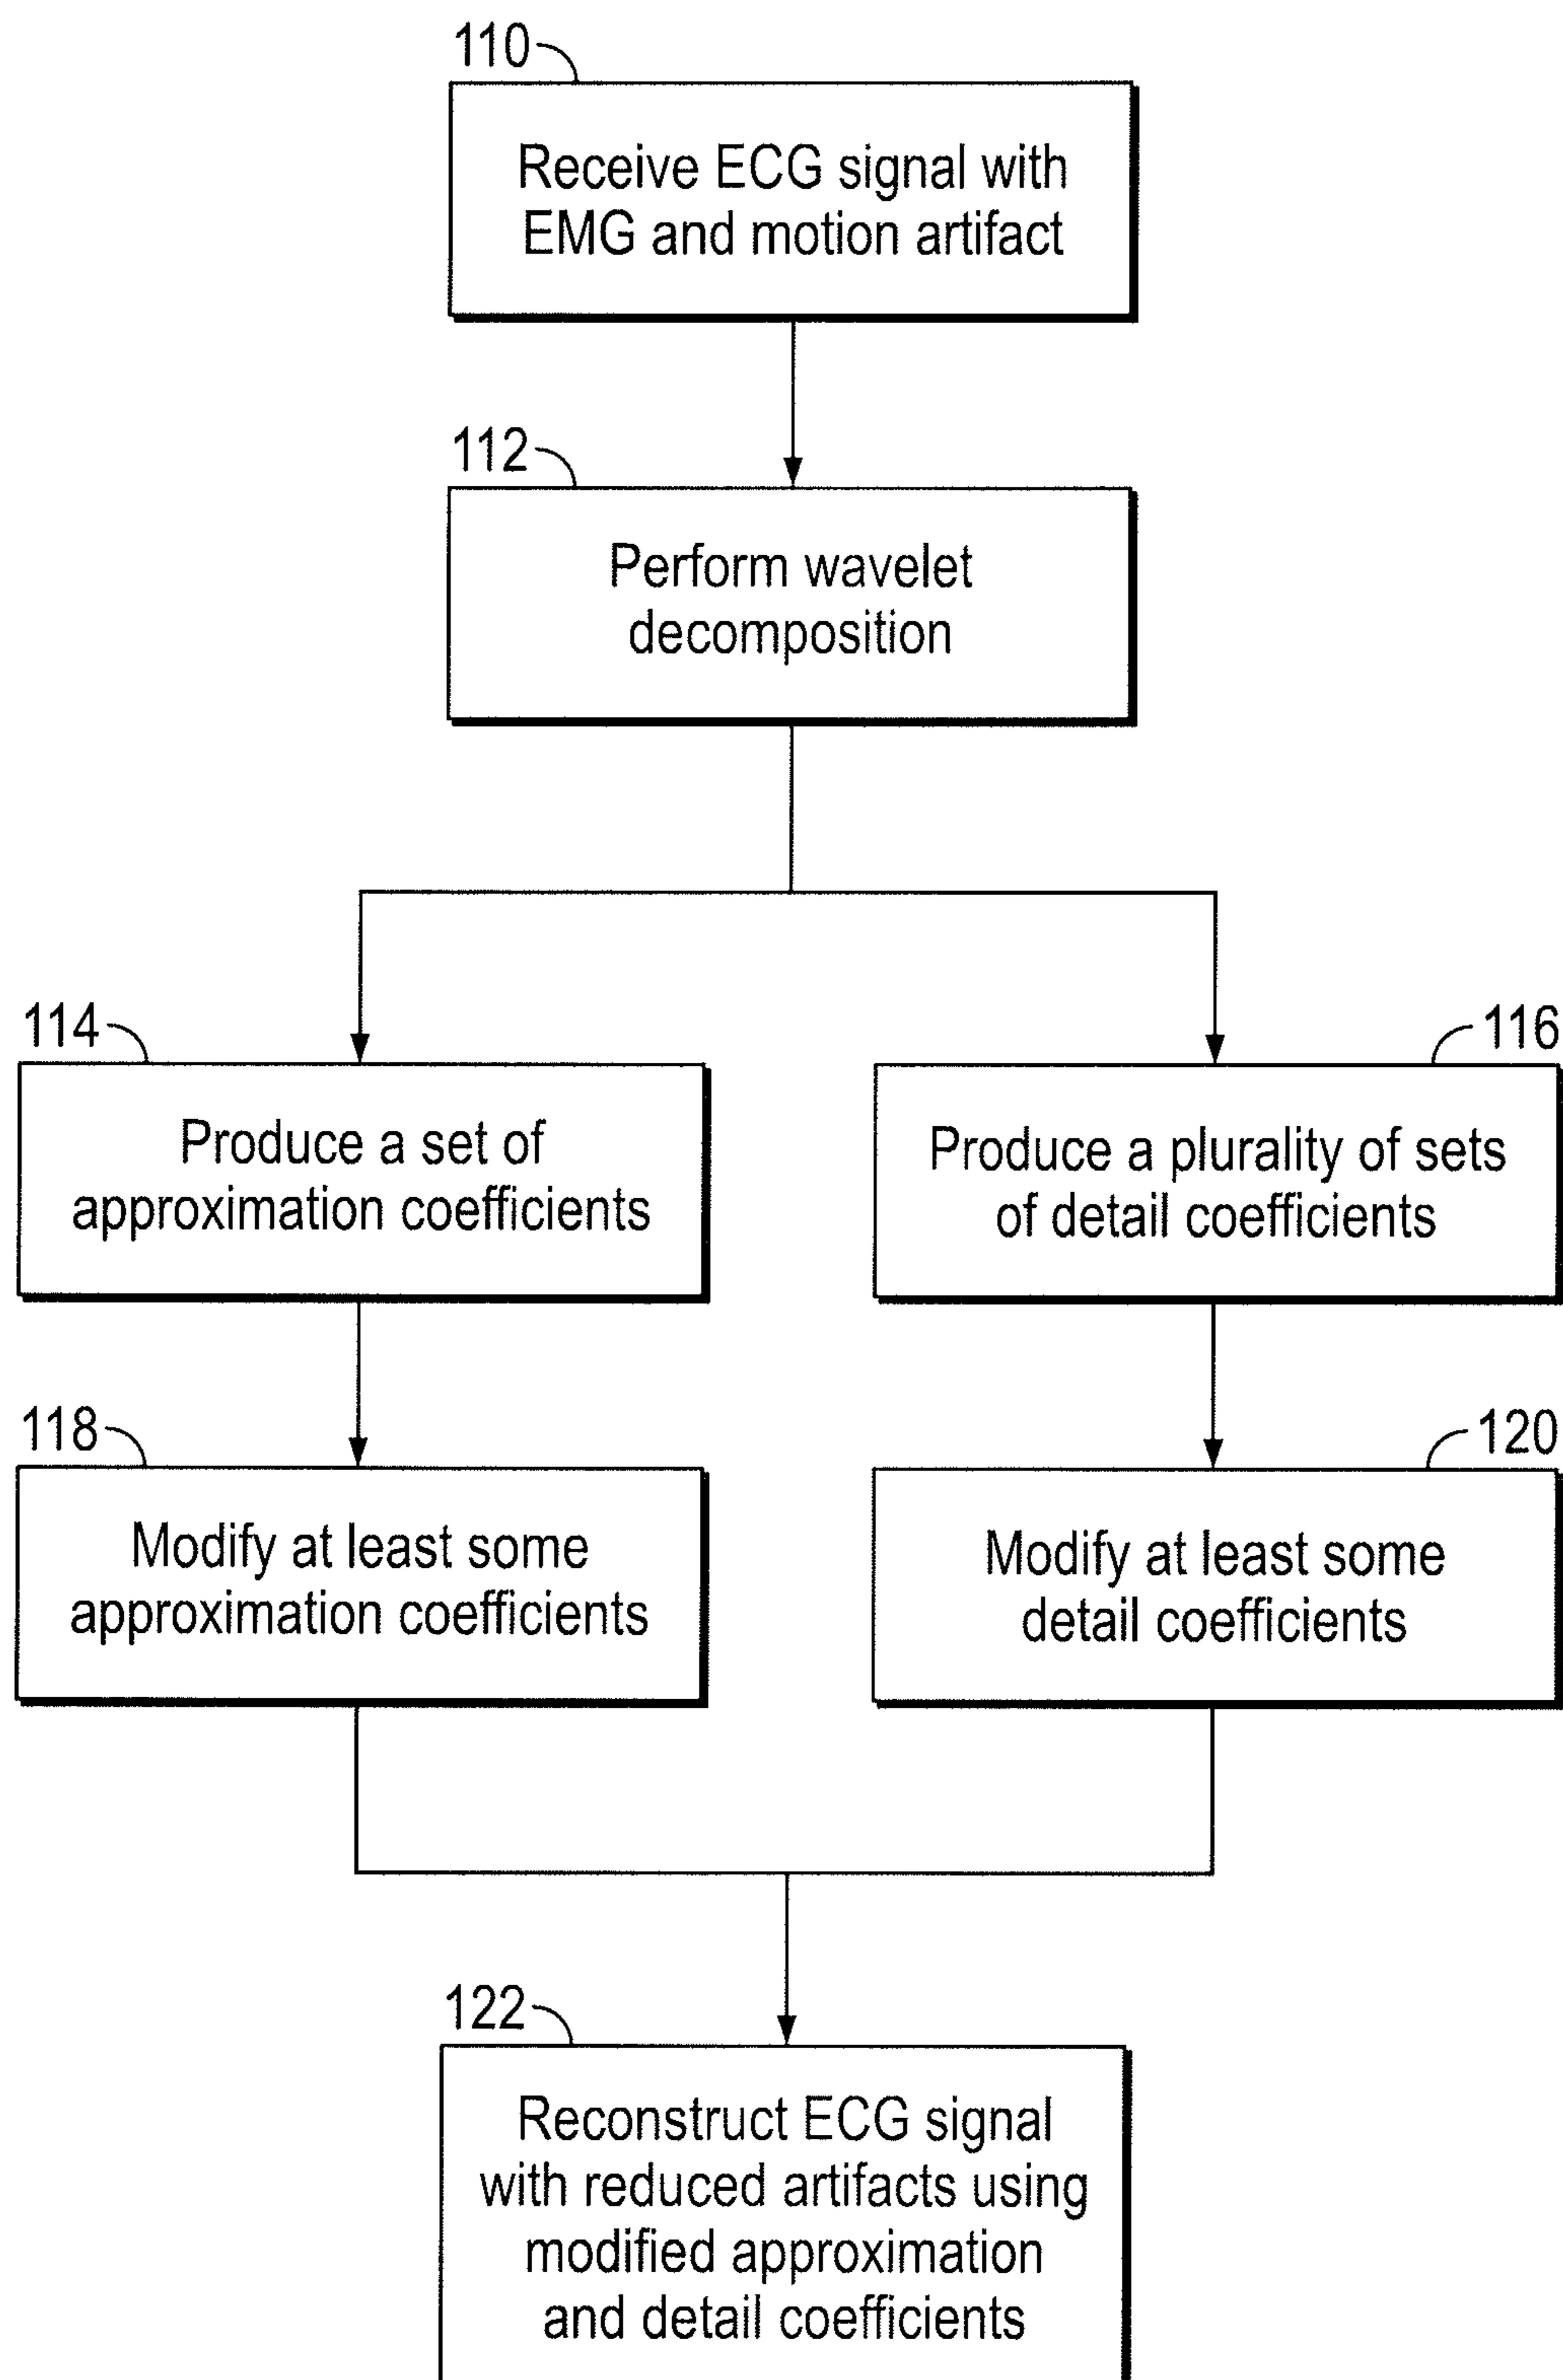 110
Receive ECG signal with
EMG and motion artifact
112
Perform wavelet
decomposition
114
Produce a set of
approximation coefficients
116
Produce a plurality of sets
of detail coefficients
118
Modify at least some
approximation coefficients
120
Modify at least some
detail coefficients
122
Reconstruct ECG signal
with reduced artifacts using
modified approximation
and detail coefficients